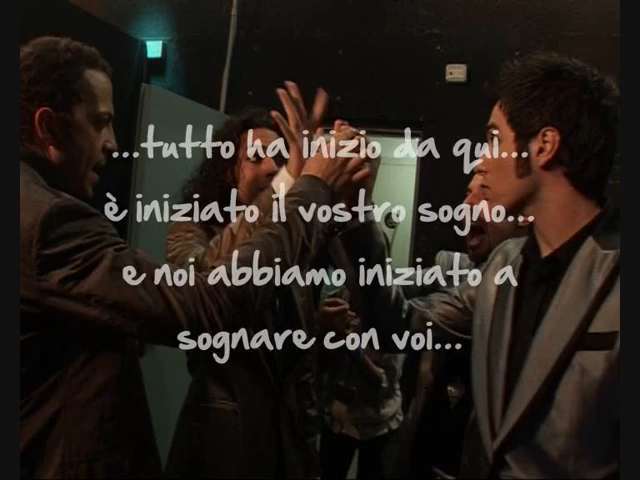 ...tutto ha inizio da qui...
è iniziato il vostro sogno...
e noi abbiamo iniziato a
sognare con voi...